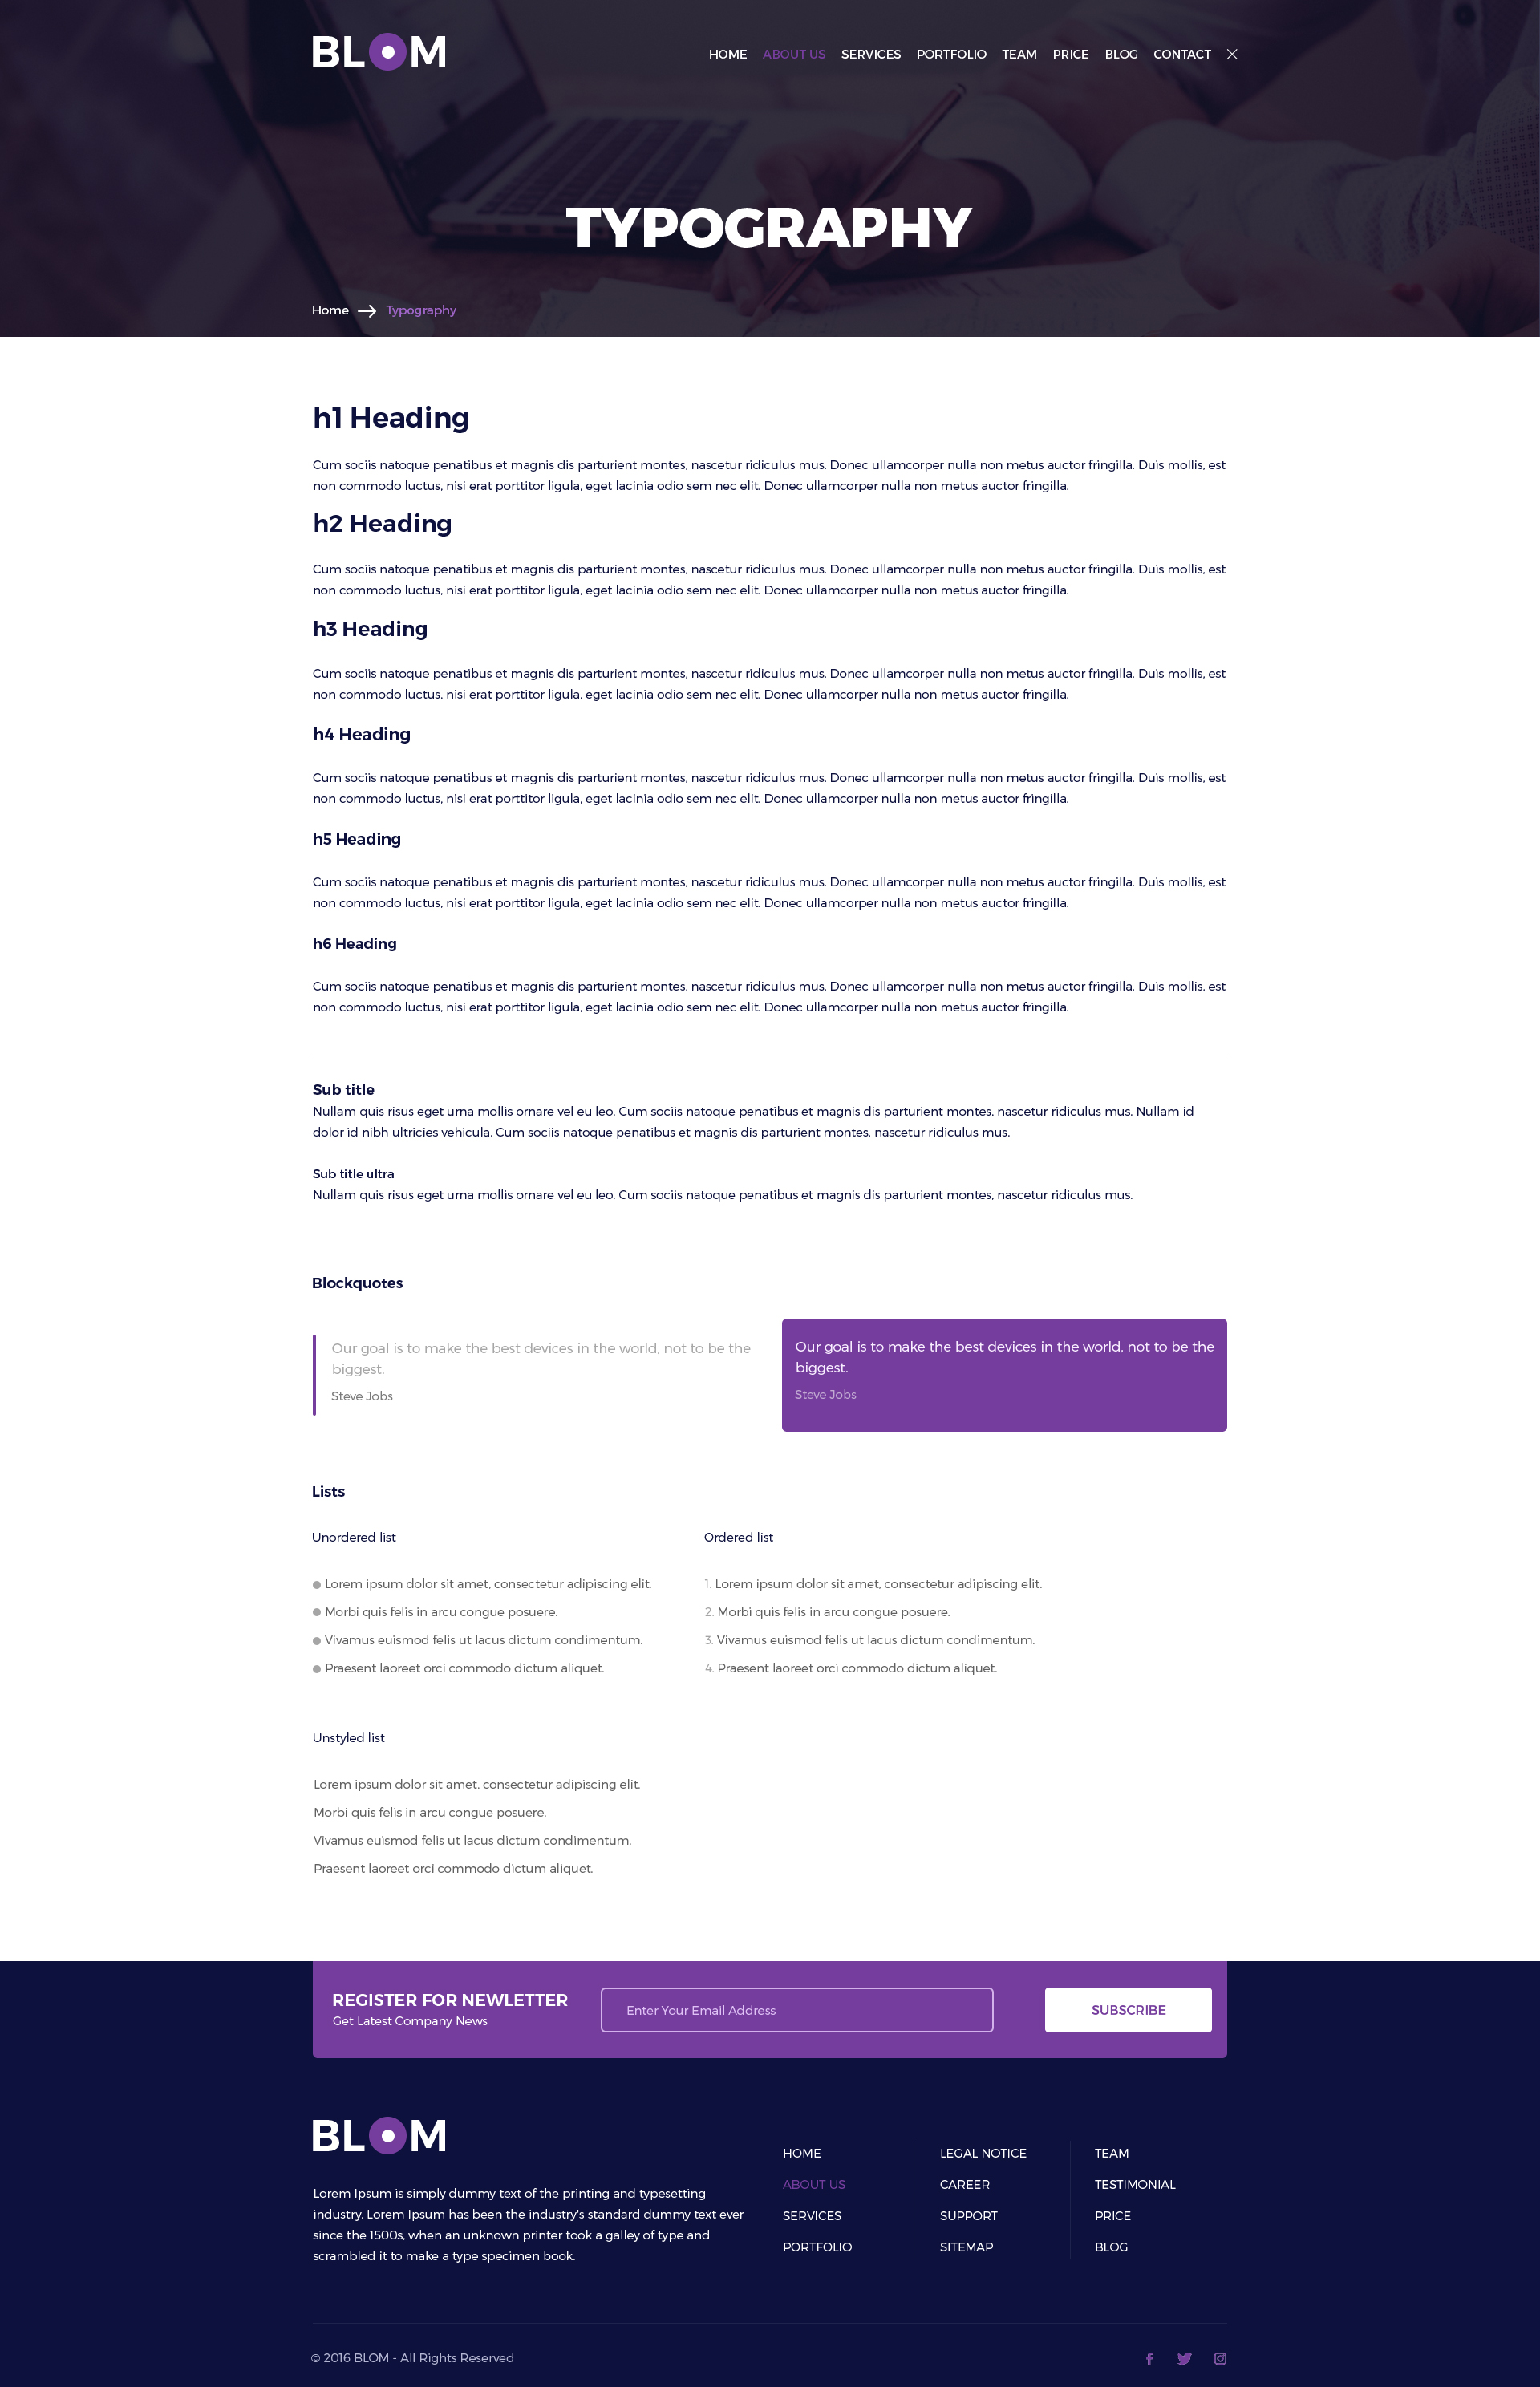 BLOM
HOME ABOUT US SERVICES PORTFOLIO TEAM PRICE BLOG CONTACT
TYPOGRAPHY
Home Typography
h1 Heading
Cum sociis natoque penatibus et magnis dis parturient montes, nascetur ridiculus mus. Donec ullamcorper nulla non metus auctor fringilla. Duis mollis, est
non commodo luctus, nisi erat porttitor ligula, eget lacinia odio sem nec elit. Donec ullamcorper nulla non metus auctor fringilla.
h2 Heading
Cum sociis natoque penatibus et magnis dis parturient montes, nascetur ridiculus mus. Donec ullamcorper nulla non metus auctor fringilla. Duis mollis, est
non commodo luctus, nisi erat porttitor ligula, eget lacinia odio sem nec elit. Donec ullamcorper nulla non metus auctor fringilla.
h3 Heading
Cum sociis natoque penatibus et magnis dis parturient montes, nascetur ridiculus mus. Donec ullamcorper nulla non metus auctor fringilla. Duis mollis, est
non commodo luctus, nisi erat porttitor ligula, eget lacinia odio sem nec elit. Donec ullamcorper nulla non metus auctor fringilla.
h4 Heading
Cum sociis natoque penatibus et magnis dis parturient montes, nascetur ridiculus mus. Donec ullamcorper nulla non metus auctor fringilla. Duis mollis, est
non commodo luctus, nisi erat porttitor ligula, eget lacinia odio sem nec elit. Donec ullamcorper nulla non metus auctor fringilla.
h5 Heading
Cum sociis natoque penatibus et magnis dis parturient montes, nascetur ridiculus mus. Donec ullamcorper nulla non metus auctor fringilla. Duis mollis, est
non commodo luctus, nisi erat porttitor ligula, eget lacinia odio sem nec elit. Donec ullamcorper nulla non metus auctor fringilla.
h6 Heading
Cum sociis natoque penatibus et magnis dis parturient montes, nascetur ridiculus mus. Donec ullamcorper nulla non metus auctor fringilla. Duis mollis, est
non commodo luctus, nisi erat porttitor ligula, eget lacinia odio sem nec elit. Donec ullamcorper nulla non metus auctor fringilla.
Sub title
Nullam quis risus eget urna mollis ornare vel eu leo. Cum sociis natoque penatibus et magnis dis parturient montes, nascetur ridiculus mus. Nullam id
dolor id nibh ultricies vehicula. Cum sociis natoque penatibus et magnis dis parturient montes, nascetur ridiculus mus.
Sub title ultra
Nullam quis risus eget urna mollis ornare vel eu leo. Cum sociis natoque penatibus et magnis dis parturient montes, nascetur ridiculus mus.
Blockquotes
Our goal is to make the best devices in the world, not to be the
biggest.
Steve Jobs
Our goal is to make the best devices in the world, not to be the
biggest.
Steve Jobs
Lists
Unordered list
Lorem ipsum dolor sit amet, consectetur adipiscing elit.
Morbi quis felis in arcu congue posuere.
Vivamus euismod felis ut lacus dictum condimentum.
Praesent laoreet orci commodo dictum aliquet.
Ordered list
1. Lorem ipsum dolor sit amet, consectetur adipiscing elit.
2. Morbi quis felis in arcu congue posuere.
3. Vivamus euismod felis ut lacus dictum condimentum.
4. Praesent laoreet orci commodo dictum aliquet.
Unstyled list
Lorem ipsum dolor sit amet, consectetur adipiscing elit.
Morbi quis felis in arcu congue posuere.
Vivamus euismod felis ut lacus dictum condimentum.
Praesent laoreet orci commodo dictum aliquet.
REGISTER FOR NEWLETTER
Get Latest Company News
Enter Your Email Address
SUBSCRIBE
BLOM
Lorem Ipsum is simply dummy text of the printing and typesetting
industry. Lorem Ipsum has been the industry's standard dummy text ever
since the 1500s, when an unknown printer took a galley of type and
scrambled it to make a type specimen book.
HOME
ABOUT US
SERVICES
PORTFOLIO
LEGAL NOTICE
CAREER
SUPPORT
SITEMAP
TEAM
TESTIMONIAL
PRICE
BLOG
© 2016 BLOM - All Rights Reserved